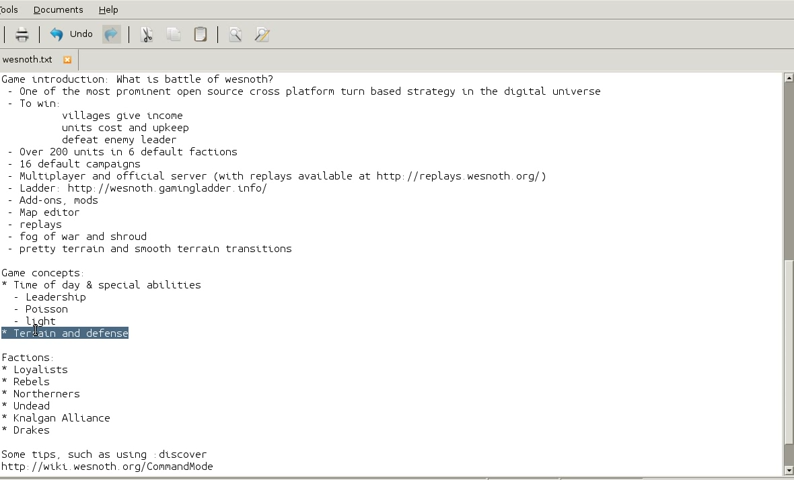 Tools Documents Help
Undo
wesnoth.txt
Game introduction: What is battle of wesnoth?
- One of the most prominent open source cross platform turn based strategy in the digital universe
- To win:
villages give income
units cost and upkeep
defeat enemy leader
- Over 200 units in 6 default factions
- 16 default campaigns
- Multiplayer and official server (with replays available at http://replays.wesnoth.org/)
- Ladder: http://wesnoth.gamingladder.info/
- Add-ons, mods
- Map editor
- replays
- fog of war and shroud
- pretty terrain and smooth terrain transitions
Game concepts:
* Time of day & special abilities
- Leadership
- Poisson
- light
* Terrain and defense
Factions:
* Loyalists
* Rebels
* Northerners
* Undead
* Knalgan Alliance
* Drakes
Some tips, such as using :discover
http://wiki.wesnoth.org/CommandMode